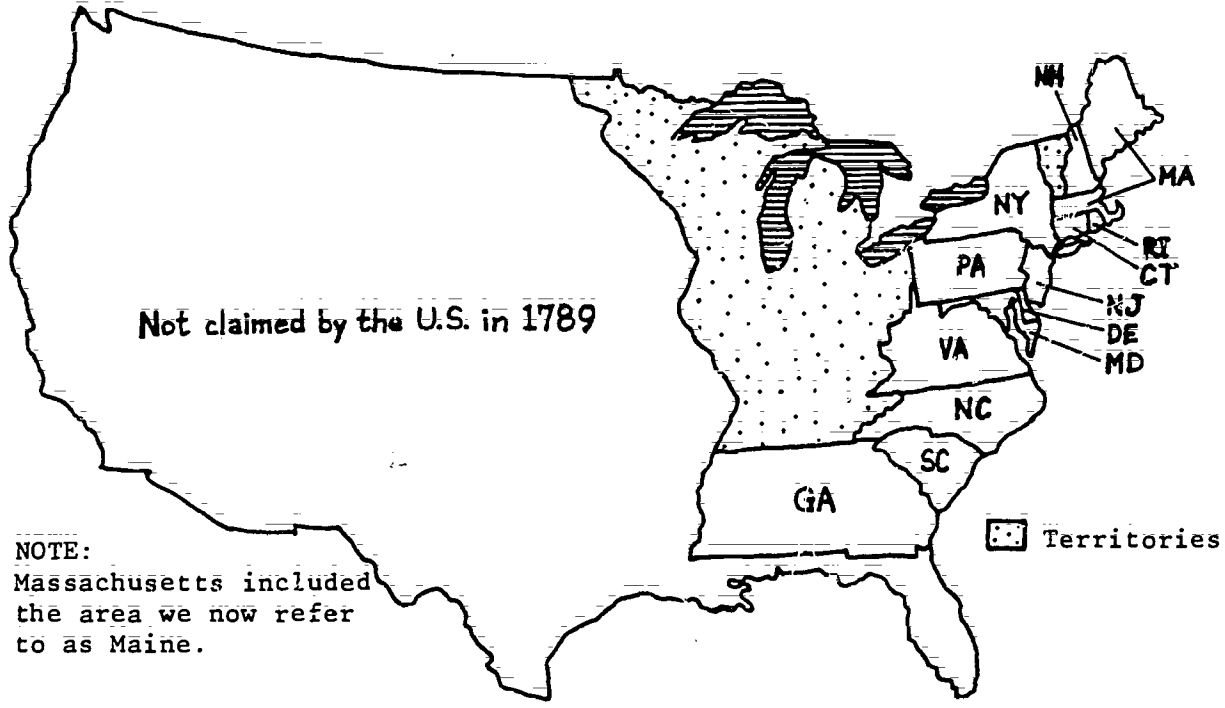 NH
MA
NY
RI
CT
PA
NJ
DE
MD
Not claimed by the U.S. in 1789
VA
NC
SC
GA
Territories
NOTE:
Massachusetts included
the area we now refer
to as Maine.